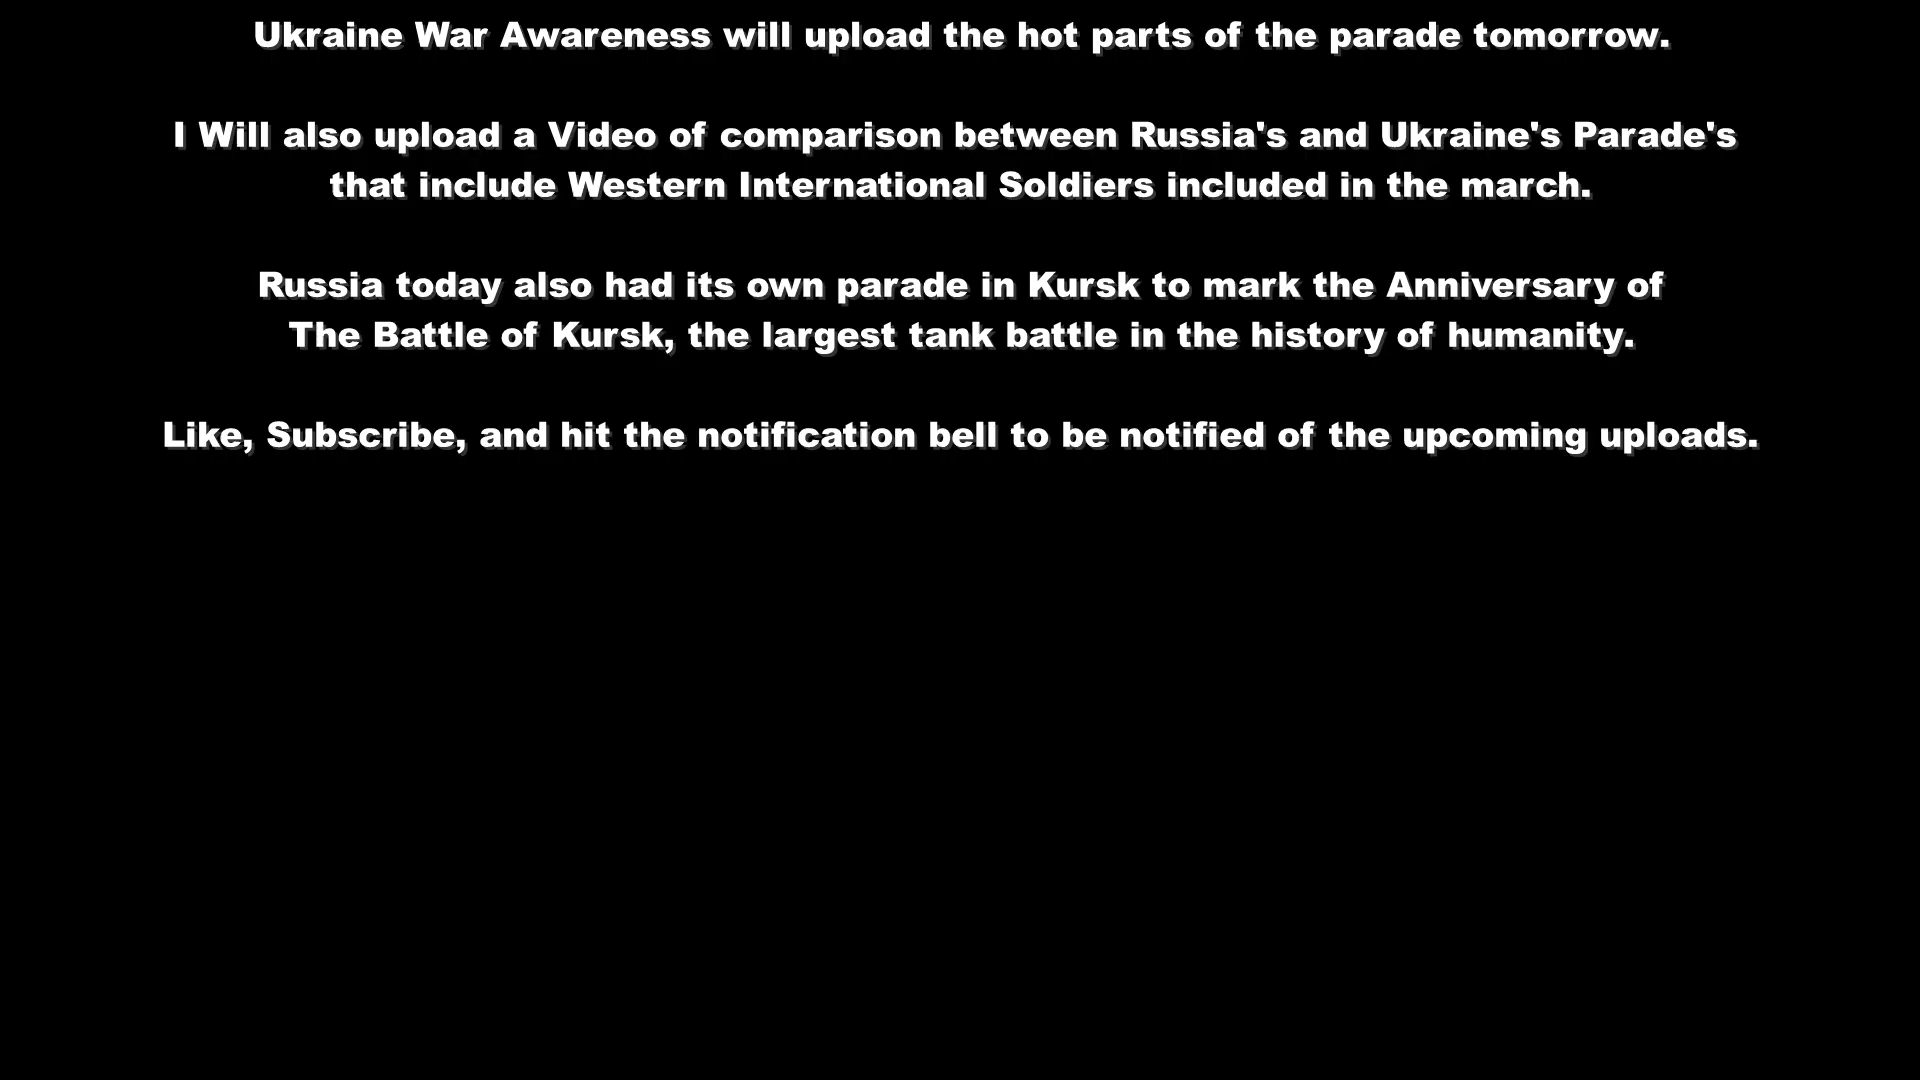 Ukraine War Awareness will upload the hot parts of the parade tomorrow.
I Will also upload a Video of comparison between Russia's and Ukraine's Parade's
that include Western International Soldiers included in the march.
Russia today also had its own parade in Kursk to mark the Anniversary of
The Battle of Kursk, the largest tank battle in the history of humanity.
Like, Subscribe, and hit the notification bell to be notified of the upcoming uploads.